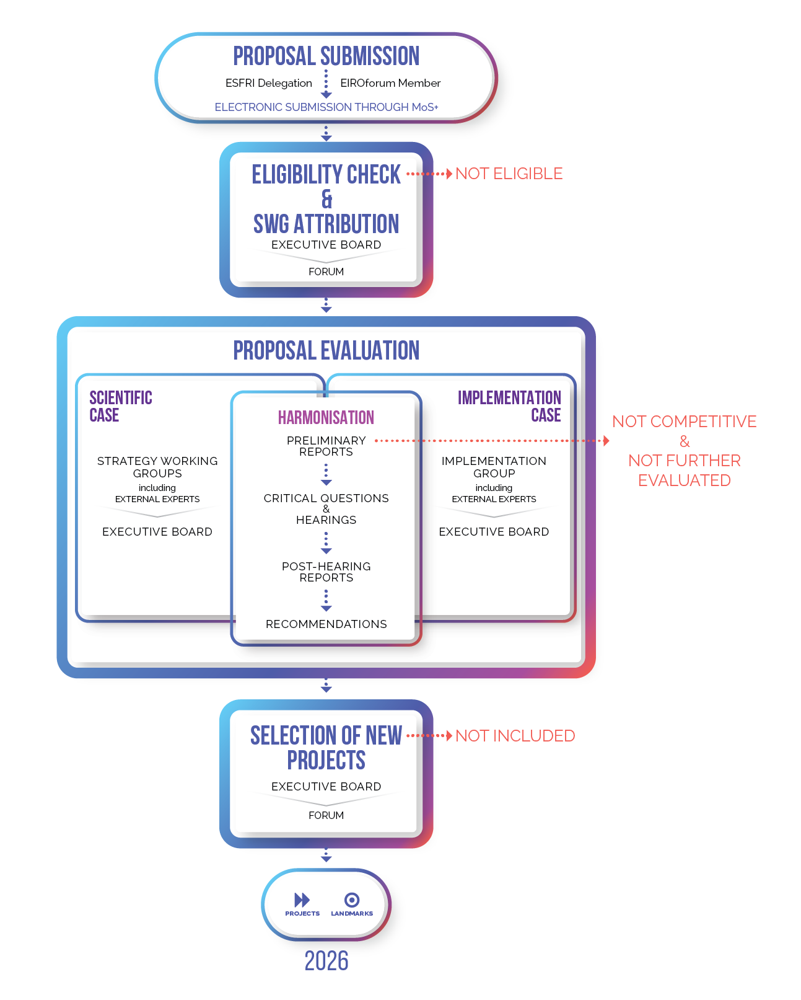 PROPOSAL SUBMISSION
ESFRI Delegation
EIROforum Member
ELECTRONIC SUBMISSION THROUGH MoS+
ELIGIBILITY CHECK
&
SWG ATTRIBUTION
EXECUTIVE BOARD
FORUM
NOT ELIGIBLE
PROPOSAL EVALUATION
SCIENTIFIC
CASE
STRATEGY WORKING
GROUPS
including
EXTERNAL EXPERTS
EXECUTIVE BOARD
HARMONISATION
PRELIMINARY
REPORTS
CRITICAL QUESTIONS
&
HEARINGS
POST-HEARING
REPORTS
RECOMMENDATIONS
IMPLEMENTATION
CASE
IMPLEMENTATION
GROUP
including
EXTERNAL EXPERTS
EXECUTIVE BOARD
NOT COMPETITIVE
&
NOT FURTHER
EVALUATED
SELECTION OF NEW
PROJECTS
EXECUTIVE BOARD
FORUM
NOT INCLUDED
PROJECTS
LANDMARKS
2026